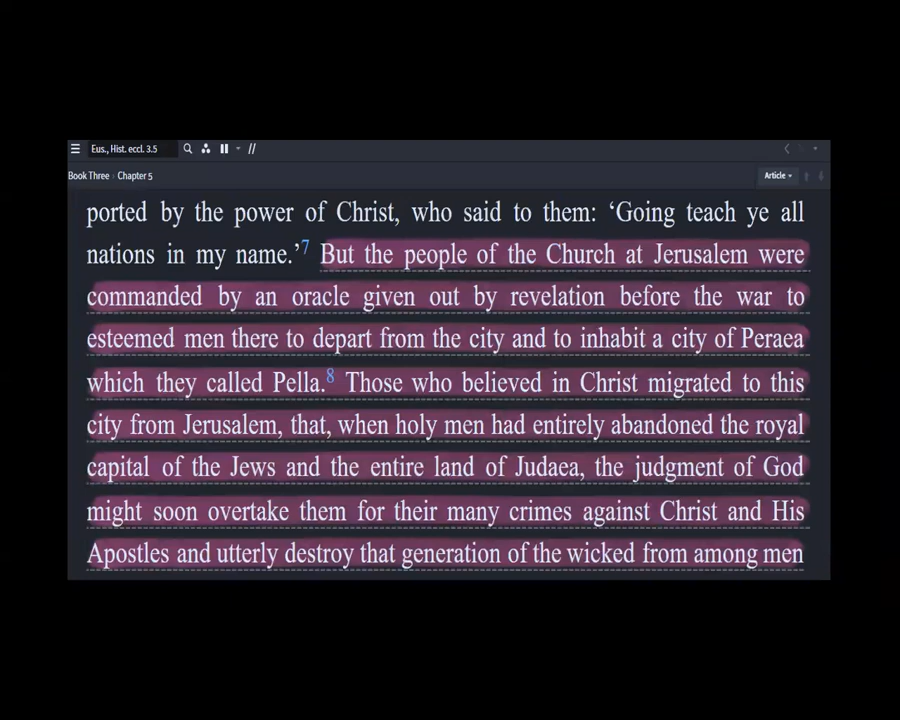 Eus., Hist. eccl. 3.5
//
Book Three › Chapter 5
Article
ported by the power of Christ, who said to them: ‘Going teach ye all
nations in my name.’7 But the people of the Church at Jerusalem were
commanded by an oracle given out by revelation before the war to
esteemed men there to depart from the city and to inhabit a city of Peraea
which they called Pella.8 Those who believed in Christ migrated to this
city from Jerusalem, that, when holy men had entirely abandoned the royal
capital of the Jews and the entire land of Judaea, the judgment of God
might soon overtake them for their many crimes against Christ and His
Apostles and utterly destroy that generation of the wicked from among men